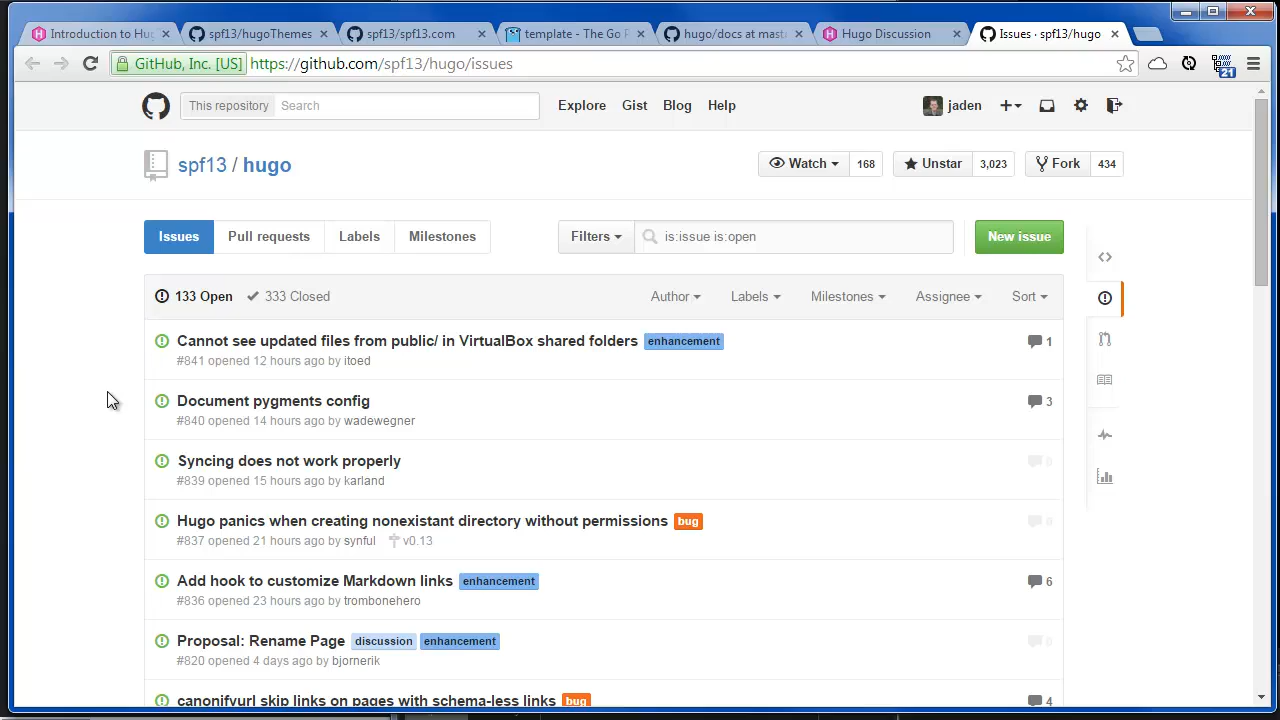 Introduction to Hug
spf13/hugoThemes
spf13/spf13.com
template - The Go P
hugo/docs at mast
Hugo Discussion
Issues · spf13/hugo
GitHub, Inc. [US]
https://github.com/spf13/hugo/issues
21
This repository
Search
Explore
Gist
Blog
Help
jaden
spf13 / hugo
Watch
168
Unstar
3,023
Fork
434
Issues
Pull requests
Labels
Milestones
Filters
is:issue is:open
New issue
133 Open
333 Closed
Author
Labels
Milestones
Assignee
Sort
Cannot see updated files from public/ in VirtualBox shared folders enhancement
1
#841 opened 12 hours ago by itoed
Document pygments config
3
#840 opened 14 hours ago by wadewegner
Syncing does not work properly
0
#839 opened 15 hours ago by karland
Hugo panics when creating nonexistant directory without permissions bug
0
#837 opened 21 hours ago by synful v0.13
Add hook to customize Markdown links enhancement
6
#836 opened 23 hours ago by trombonehero
Proposal: Rename Page discussion enhancement
0
#820 opened 4 days ago by bjornerik
canonifyurl skip links on pages with schema-less links bug
4